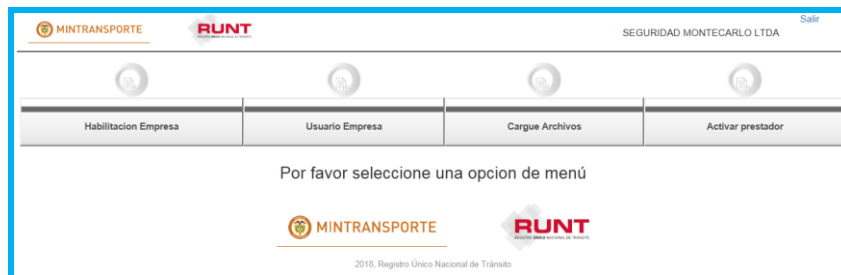 MINTRANSPORTE
RUNT
Salir
SEGURIDAD MONTECARLO LTDA
Habilitacion Empresa
Usuario Empresa
Cargue Archivos
Activar prestador
Por favor seleccione una opcion de menú
MINTRANSPORTE
RUNT
REGISTRO ÚNICO NACIONAL DE TRÁNSITO
2018, Registro Único Nacional de Tránsito